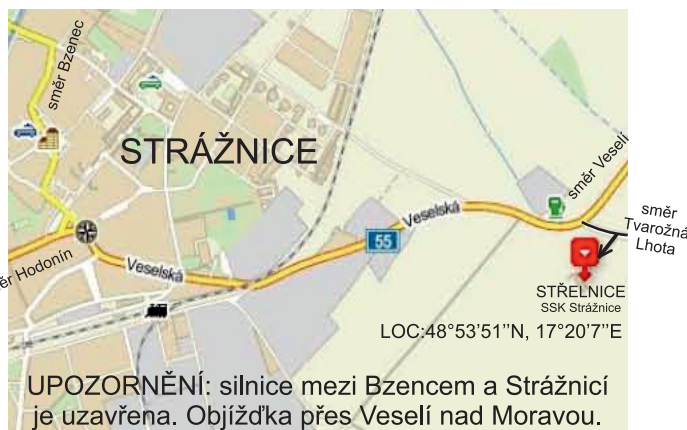 směr Bzenec
STRÁŽNICE
směr Veselí
směr
Tvarožná
Lhota
Veselská
55
Veselská
směr Hodonín
STŘELNICE
SSK Strážnice
LOC:48°53'51''N, 17°20'7''E
UPOZORNĚNÍ: silnice mezi Bzencem a Strážnicí
je uzavřena. Objížďka přes Veselí nad Moravou.